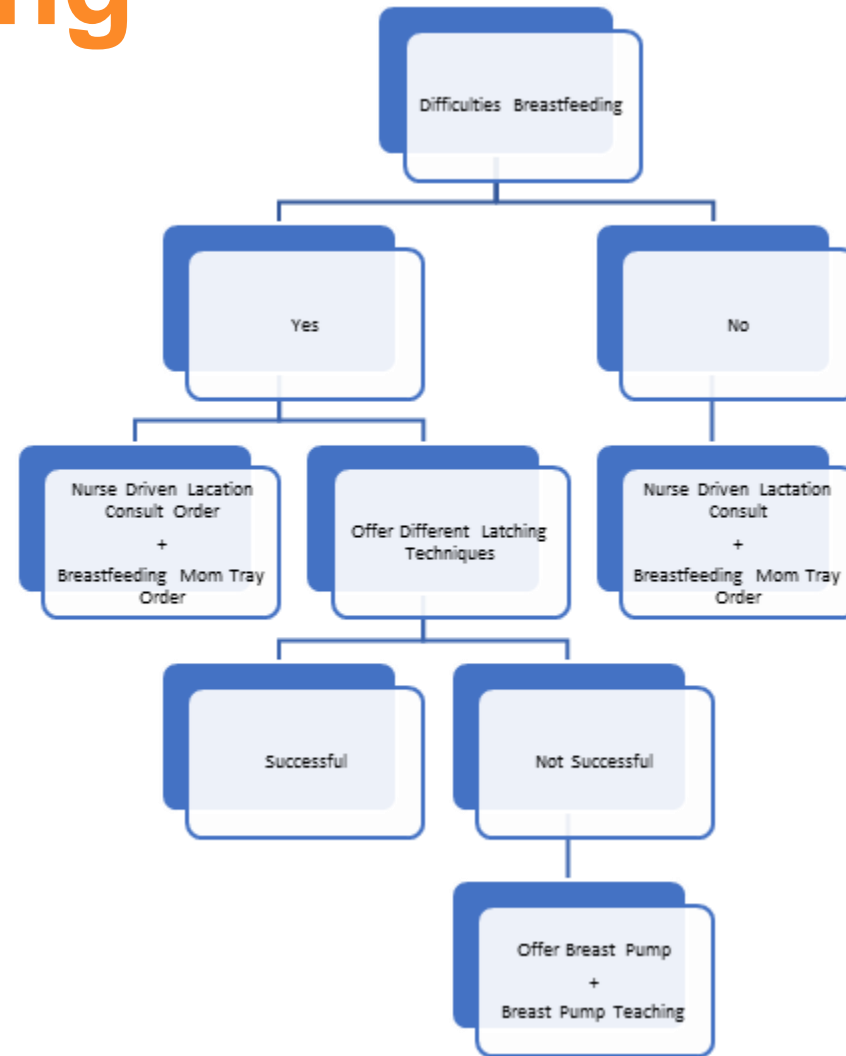 ng
Difficulties Breastfeeding
Yes
No
Nurse Driven Lacation
Consult Order
+
Breastfeeding Mom Tray
Order
Offer Different Latching
Techniques
Nurse Driven Lactation
Consult
+
Breastfeeding Mom Tray
Order
Successful
Not Successful
Offer Breast Pump
+
Breast Pump Teaching